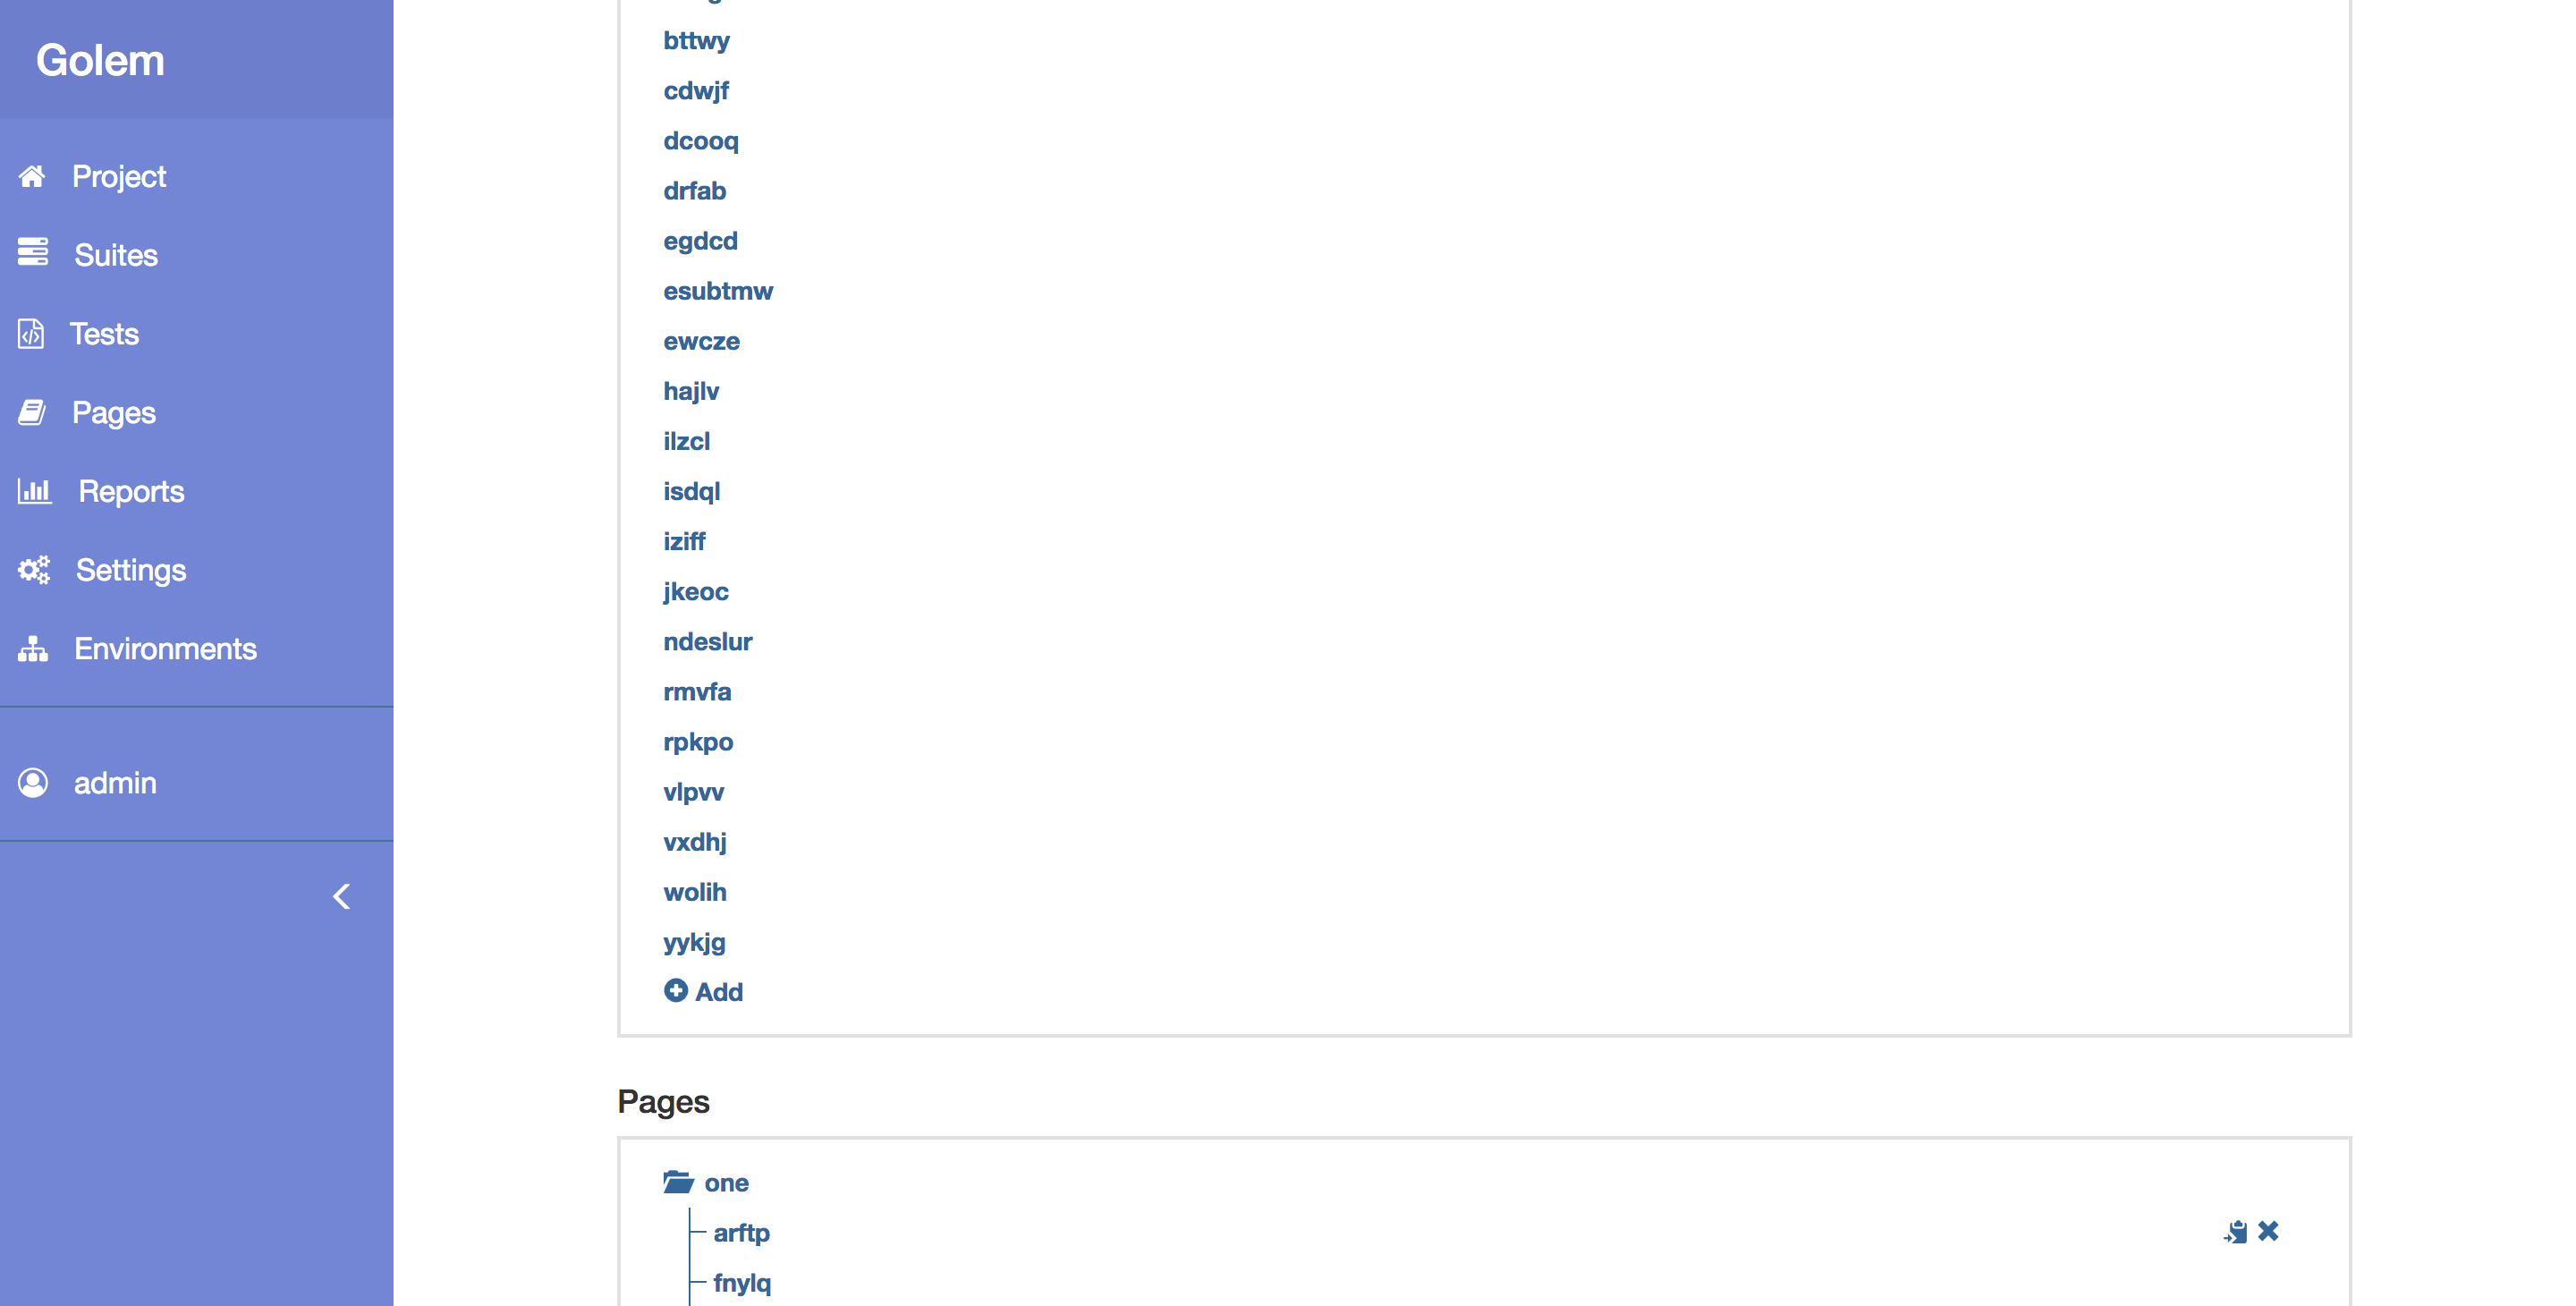 Golem
Project
Suites
Tests
Pages
Reports
Settings
Environments
admin
bttwy
cdwjf
dcooq
drfab
egdcd
esubtmw
ewcze
hajlv
ilzcl
isdql
iziff
jkeoc
ndeslur
rmvfa
rpkpo
vlpvv
vxdhj
wolih
yykjg
Add
Pages
one
arftp
fnylq